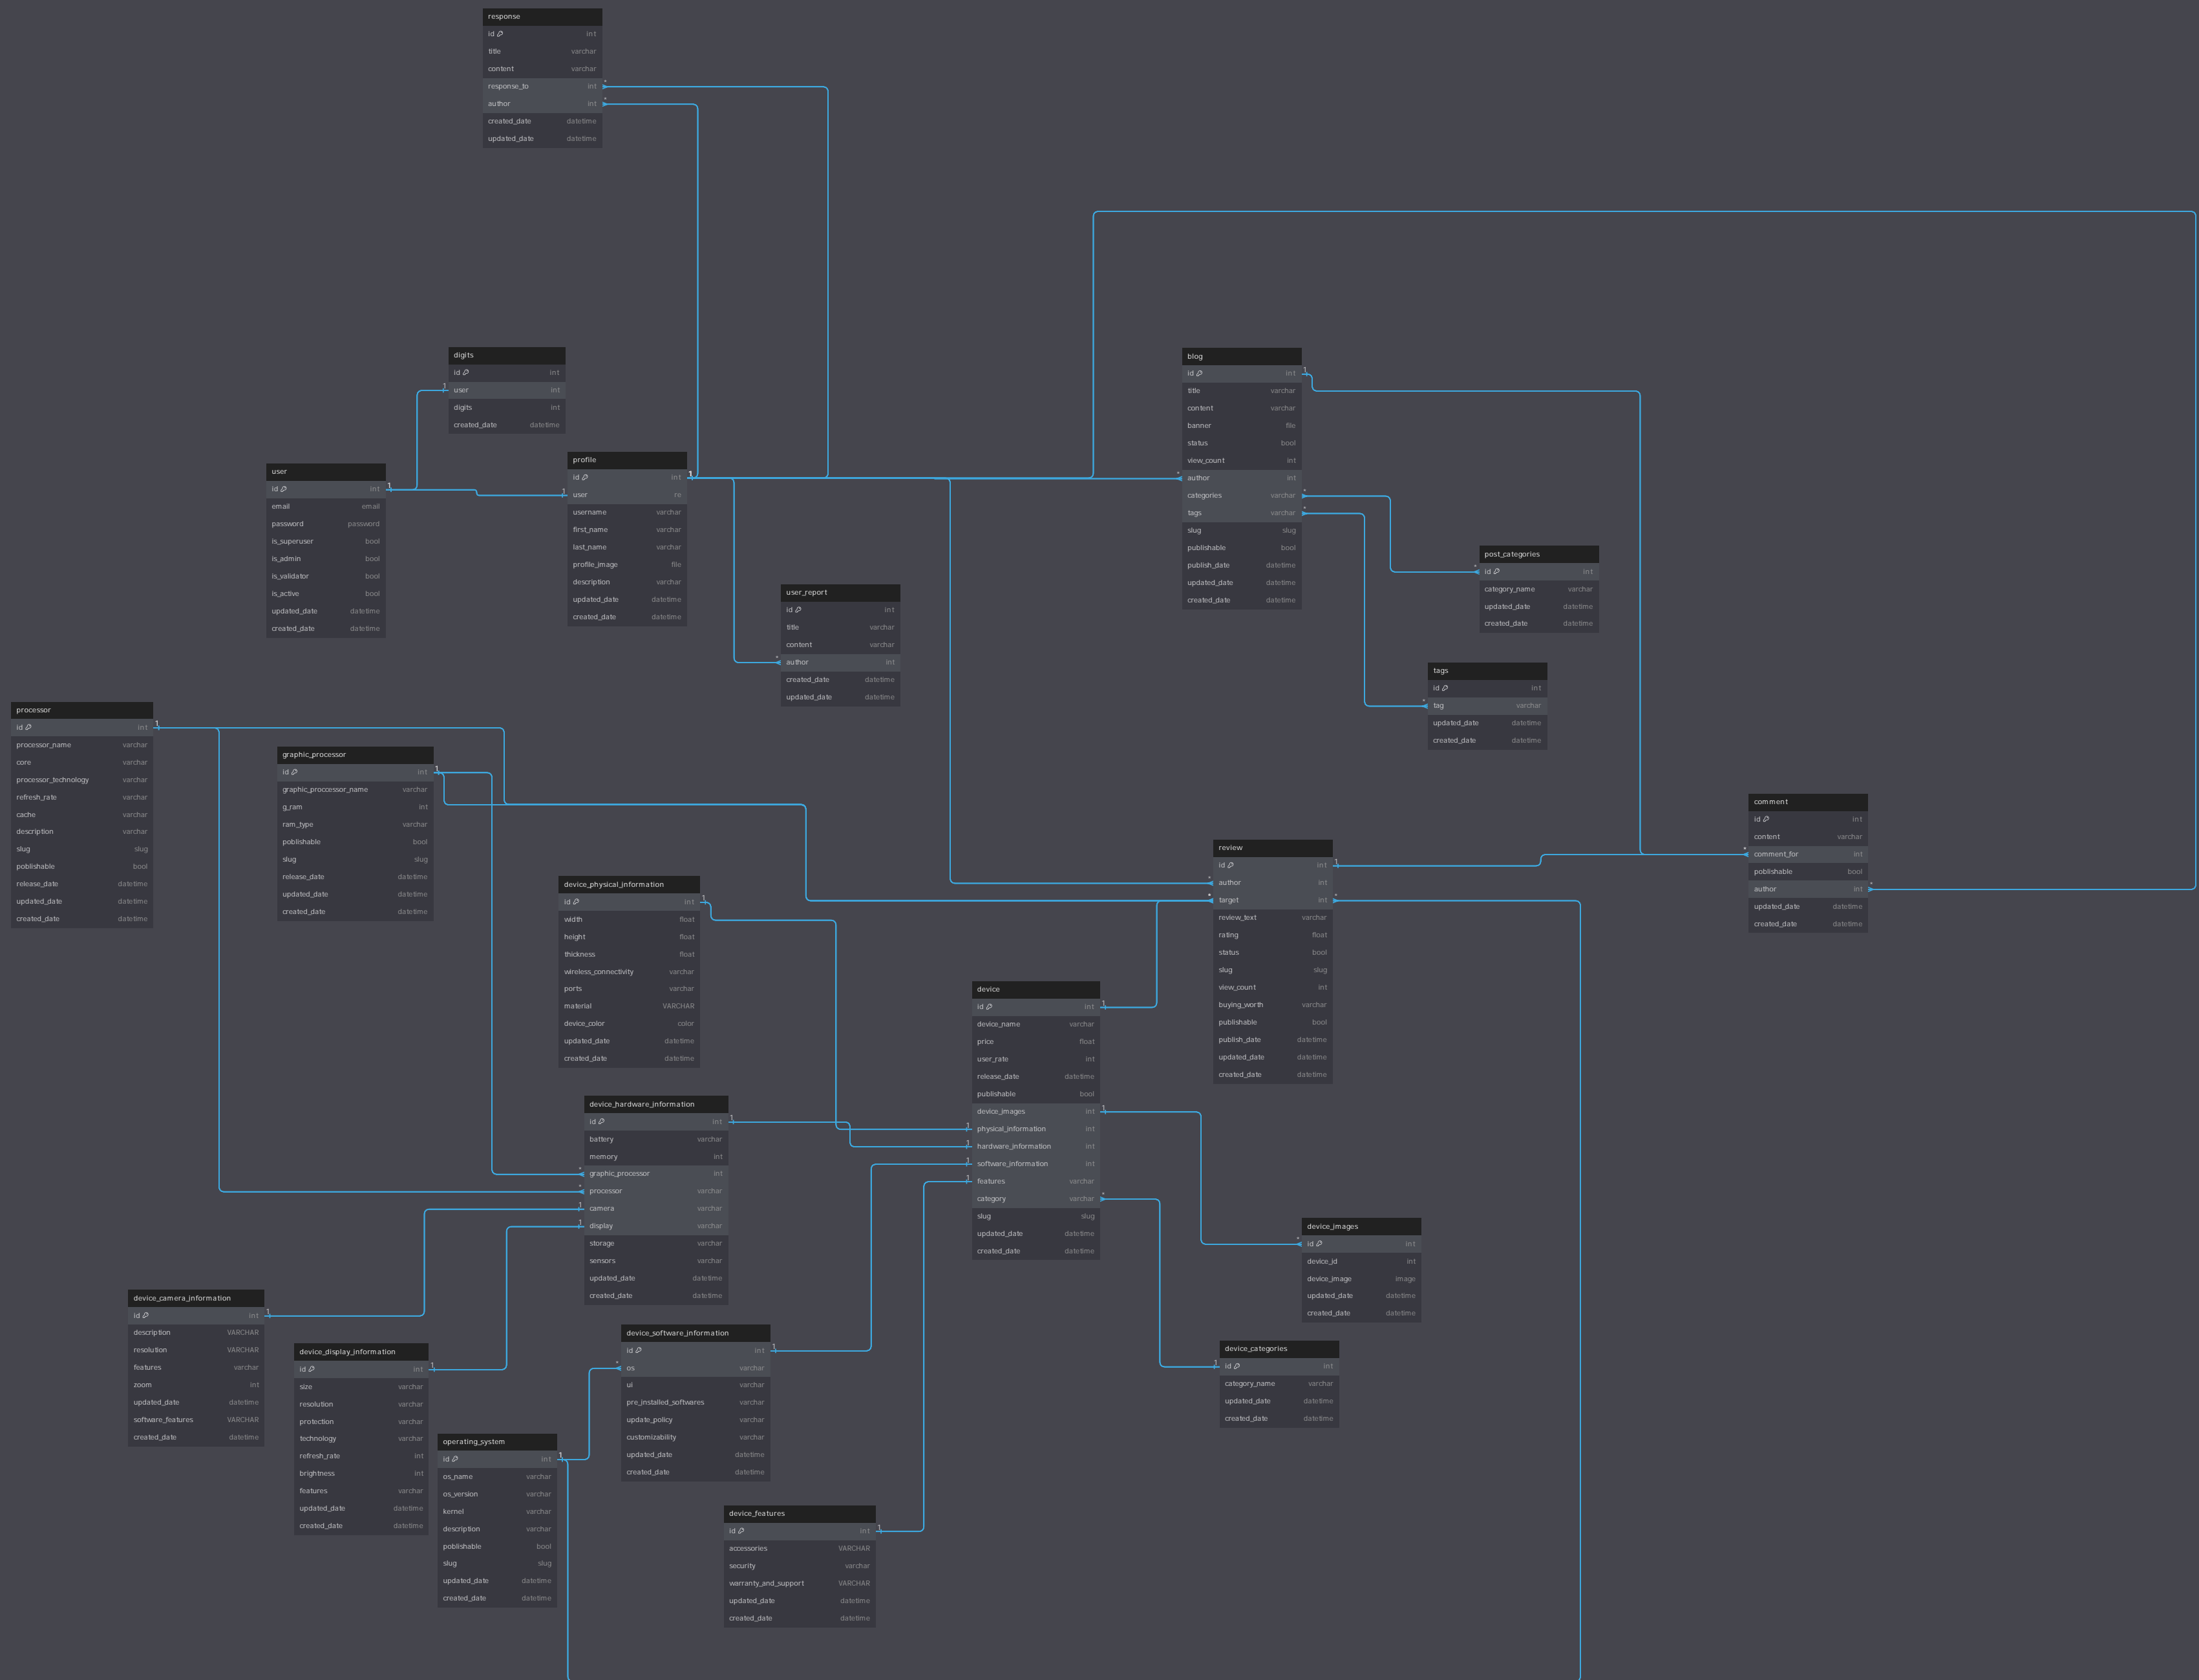 response
id int
title varchar
content varchar
response_to int
author int
created_date datetime
updated_date datetime
digits
id int
user int
digits int
created_date datetime
blog
id int
title varchar
content varchar
banner file
status bool
view_count int
author int
categories varchar
tags varchar
slug slug
publishable bool
publish_date datetime
updated_date datetime
created_date datetime
user
id int
email email
password password
is_superuser bool
is_admin bool
is_validator bool
is_active bool
updated_date datetime
created_date datetime
profile
id int
user re
username varchar
first_name varchar
last_name varchar
profile_image file
description varchar
updated_date datetime
created_date datetime
user_report
id int
title varchar
content varchar
author int
created_date datetime
updated_date datetime
post_categories
id int
category_name varchar
updated_date datetime
created_date datetime
tags
id int
tag varchar
updated_date datetime
created_date datetime
processor
id int
processor_name varchar
core varchar
processor_technology varchar
refresh_rate varchar
cache varchar
description varchar
slug slug
poblishable bool
release_date datetime
updated_date datetime
created_date datetime
graphic_processor
id int
graphic_proccessor_name varchar
g_ram int
ram_type varchar
poblishable bool
slug slug
release_date datetime
updated_date datetime
created_date datetime
comment
id int
content varchar
comment_for int
poblishable bool
author int
updated_date datetime
created_date datetime
review
id int
author int
target int
review_text varchar
rating float
status bool
slug slug
view_count int
buying_worth varchar
publishable bool
publish_date datetime
updated_date datetime
created_date datetime
device_physical_information
id int
width float
height float
thickness float
wireless_connectivity varchar
ports varchar
material VARCHAR
device_color color
updated_date datetime
created_date datetime
device
id int
device_name varchar
price float
user_rate int
release_date datetime
publishable bool
device_images int
physical_information int
hardware_information int
software_information int
features varchar
category varchar
slug slug
updated_date datetime
created_date datetime
device_hardware_information
id int
battery varchar
memory int
graphic_processor int
processor varchar
camera varchar
display varchar
storage varchar
sensors varchar
updated_date datetime
created_date datetime
device_images
id int
device_id int
device_image image
updated_date datetime
created_date datetime
device_camera_information
id int
description VARCHAR
resolution VARCHAR
features varchar
zoom int
updated_date datetime
software_features VARCHAR
created_date datetime
device_software_information
id int
os varchar
ui varchar
pre_installed_softwares varchar
update_policy varchar
customizability varchar
updated_date datetime
created_date datetime
device_categories
id int
category_name varchar
updated_date datetime
created_date datetime
device_display_information
id int
size varchar
resolution varchar
protection varchar
technology varchar
refresh_rate int
brightness int
features varchar
updated_date datetime
created_date datetime
operating_system
id int
os_name varchar
os_version varchar
kernel varchar
description varchar
poblishable bool
slug slug
updated_date datetime
created_date datetime
device_features
id int
accessories VARCHAR
security varchar
warranty_and_support VARCHAR
updated_date datetime
created_date datetime